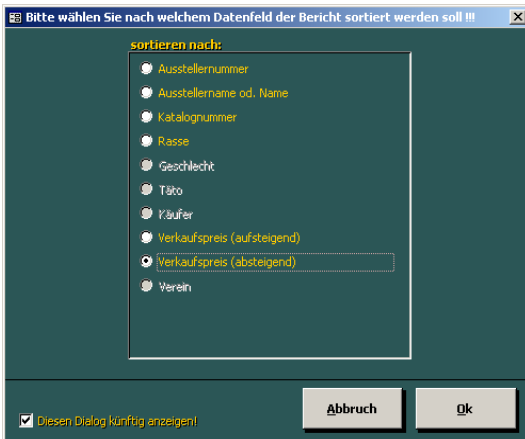 Bitte wählen Sie nach welchem Datenfeld der Bericht sortiert werden soll !!!
sortieren nach:
Ausstellernummer
Ausstellername od. Name
Katalognummer
Rasse
Geschlecht
Täto
Käufer
Verkaufspreis (aufsteigend)
Verkaufspreis (absteigend)
Verein
Diesen Dialog künftig anzeigen!
Abbruch
Ok